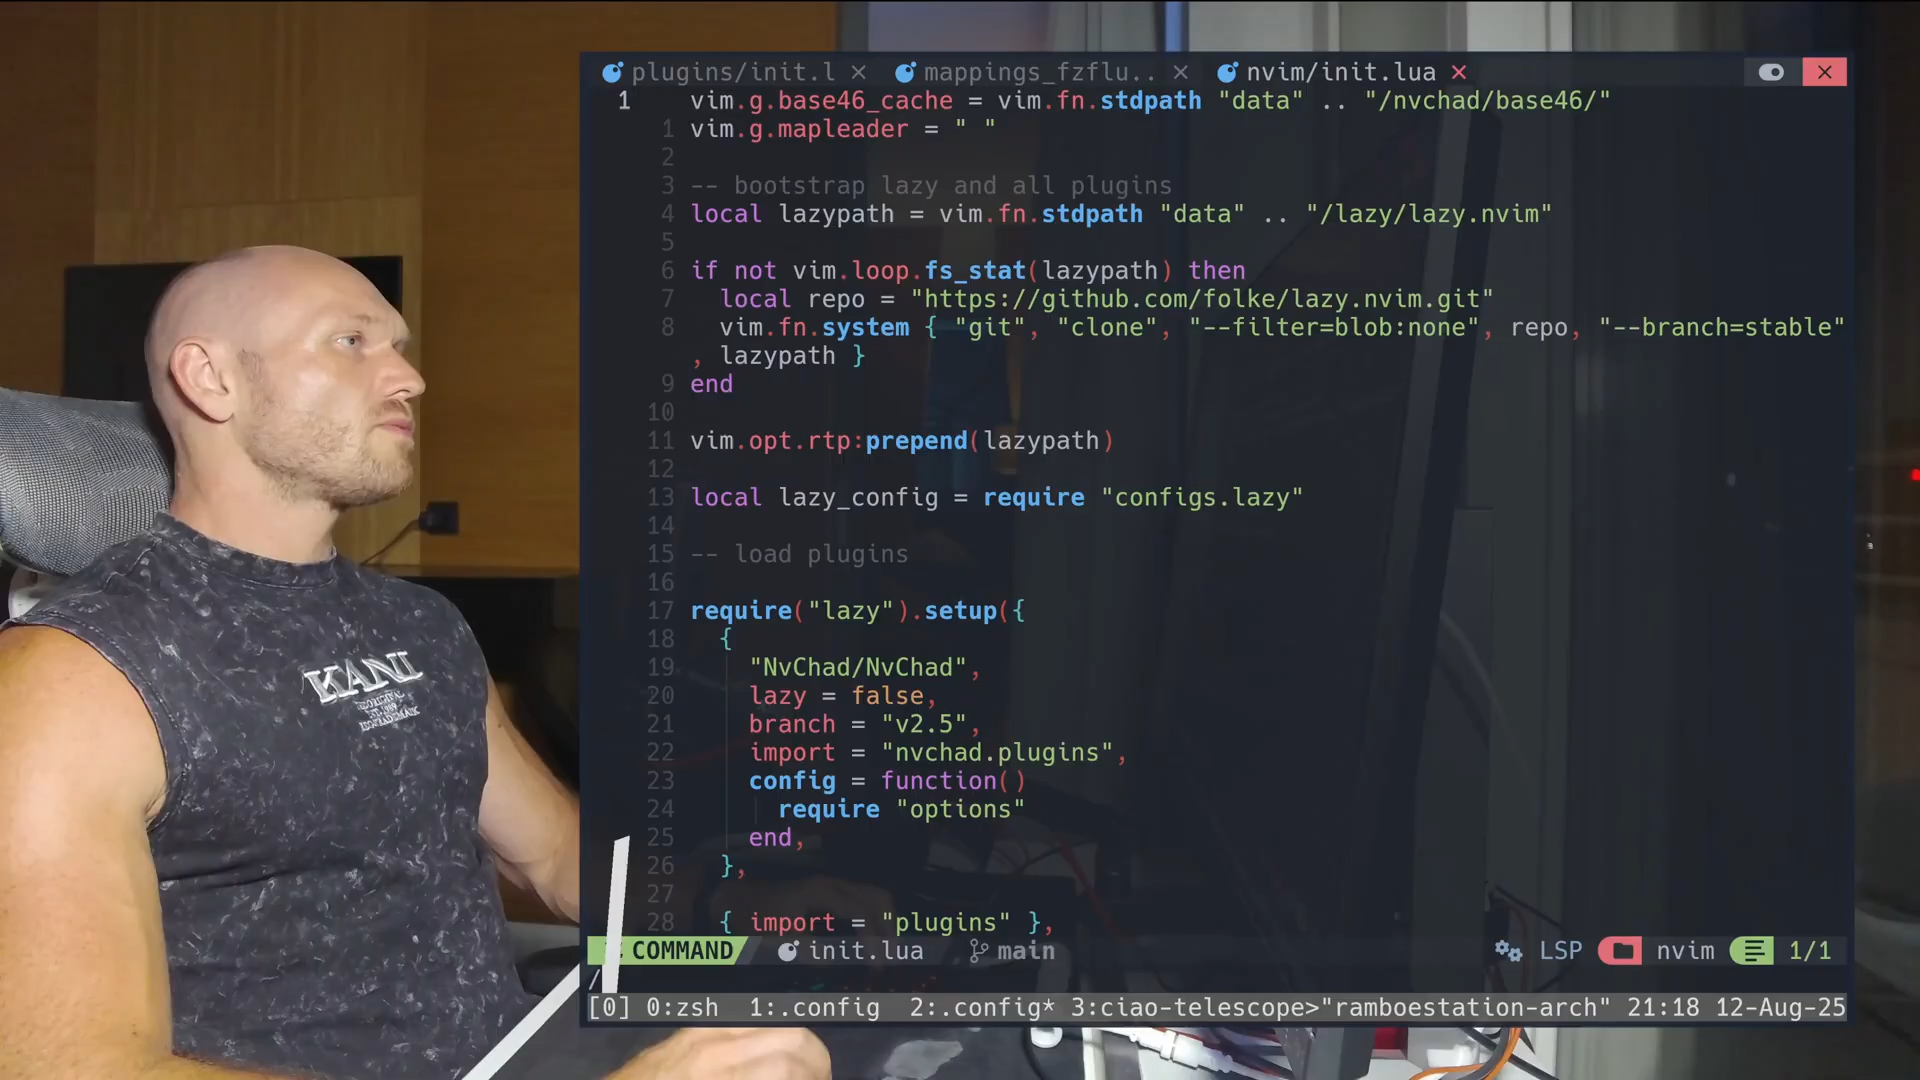 plugins/init.l × mappings_fzflu.. × nvim/init.lua ×
1 vim.g.base46_cache = vim.fn.stdpath "data" .. "/nvchad/base46/"
1 vim.g.mapleader = " "
2
3 -- bootstrap lazy and all plugins
4 local lazypath = vim.fn.stdpath "data" .. "/lazy/lazy.nvim"
5
6 if not vim.loop.fs_stat(lazypath) then
7 local repo = "https://github.com/folke/lazy.nvim.git"
8 vim.fn.system { "git", "clone", "--filter=blob:none", repo, "--branch=stable"
, lazypath }
9 end
10
11 vim.opt.rtp:prepend(lazypath)
12
13 local lazy_config = require "configs.lazy"
14
15 -- load plugins
16
17 require("lazy").setup({
18 {
19 "NvChad/NvChad",
20 lazy = false,
21 branch = "v2.5",
22 import = "nvchad.plugins",
23 config = function()
24 require "options"
25 end,
26 },
27
28 { import = "plugins" },
COMMAND init.lua main LSP nvim 1/1
/
[0] 0:zsh 1:.config 2:.config* 3:ciao-telescope>"ramboestation-arch" 21:18 12-Aug-25
KANI